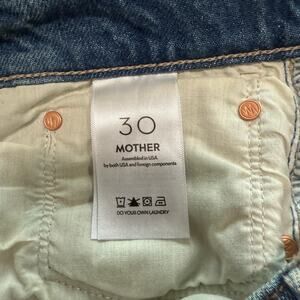 30
MOTHER
Assembled in USA
by both USA and foreign components
DO YOUR OWN LAUNDRY